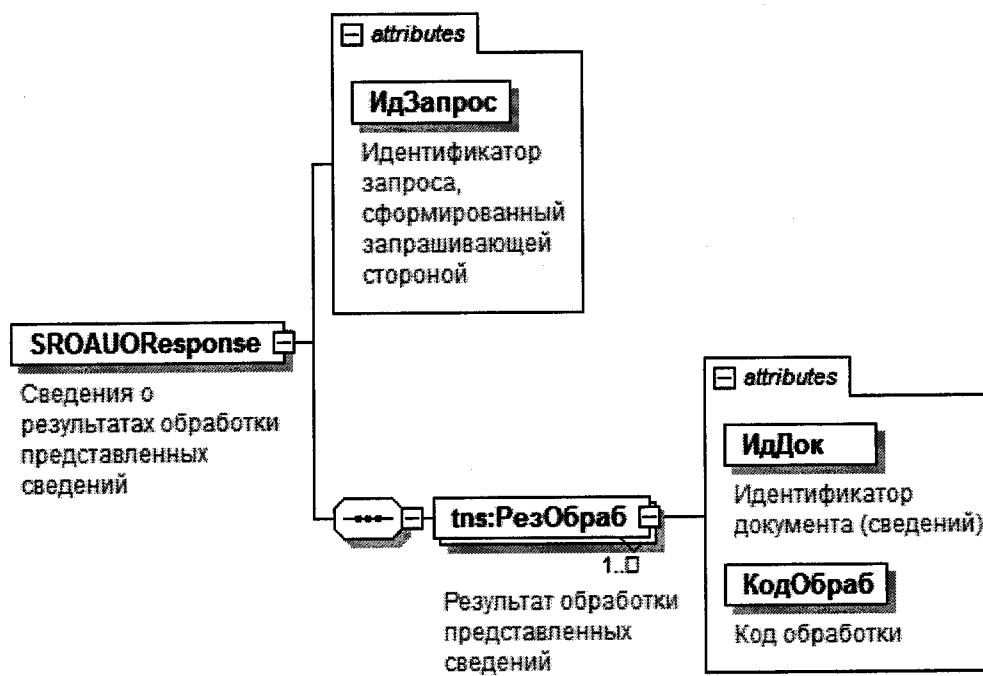 attributes
ИдЗапрос
Идентификатор
запроса,
сформированный
запрашивающей
стороной
SROAUOResponse
Сведения о
результатах обработки
представленных
сведений
tns:РезОбраб
1..
Результат обработки
представленных
сведений
attributes
ИдДок
Идентификатор
документа (сведений)
КодОбраб
Код обработки